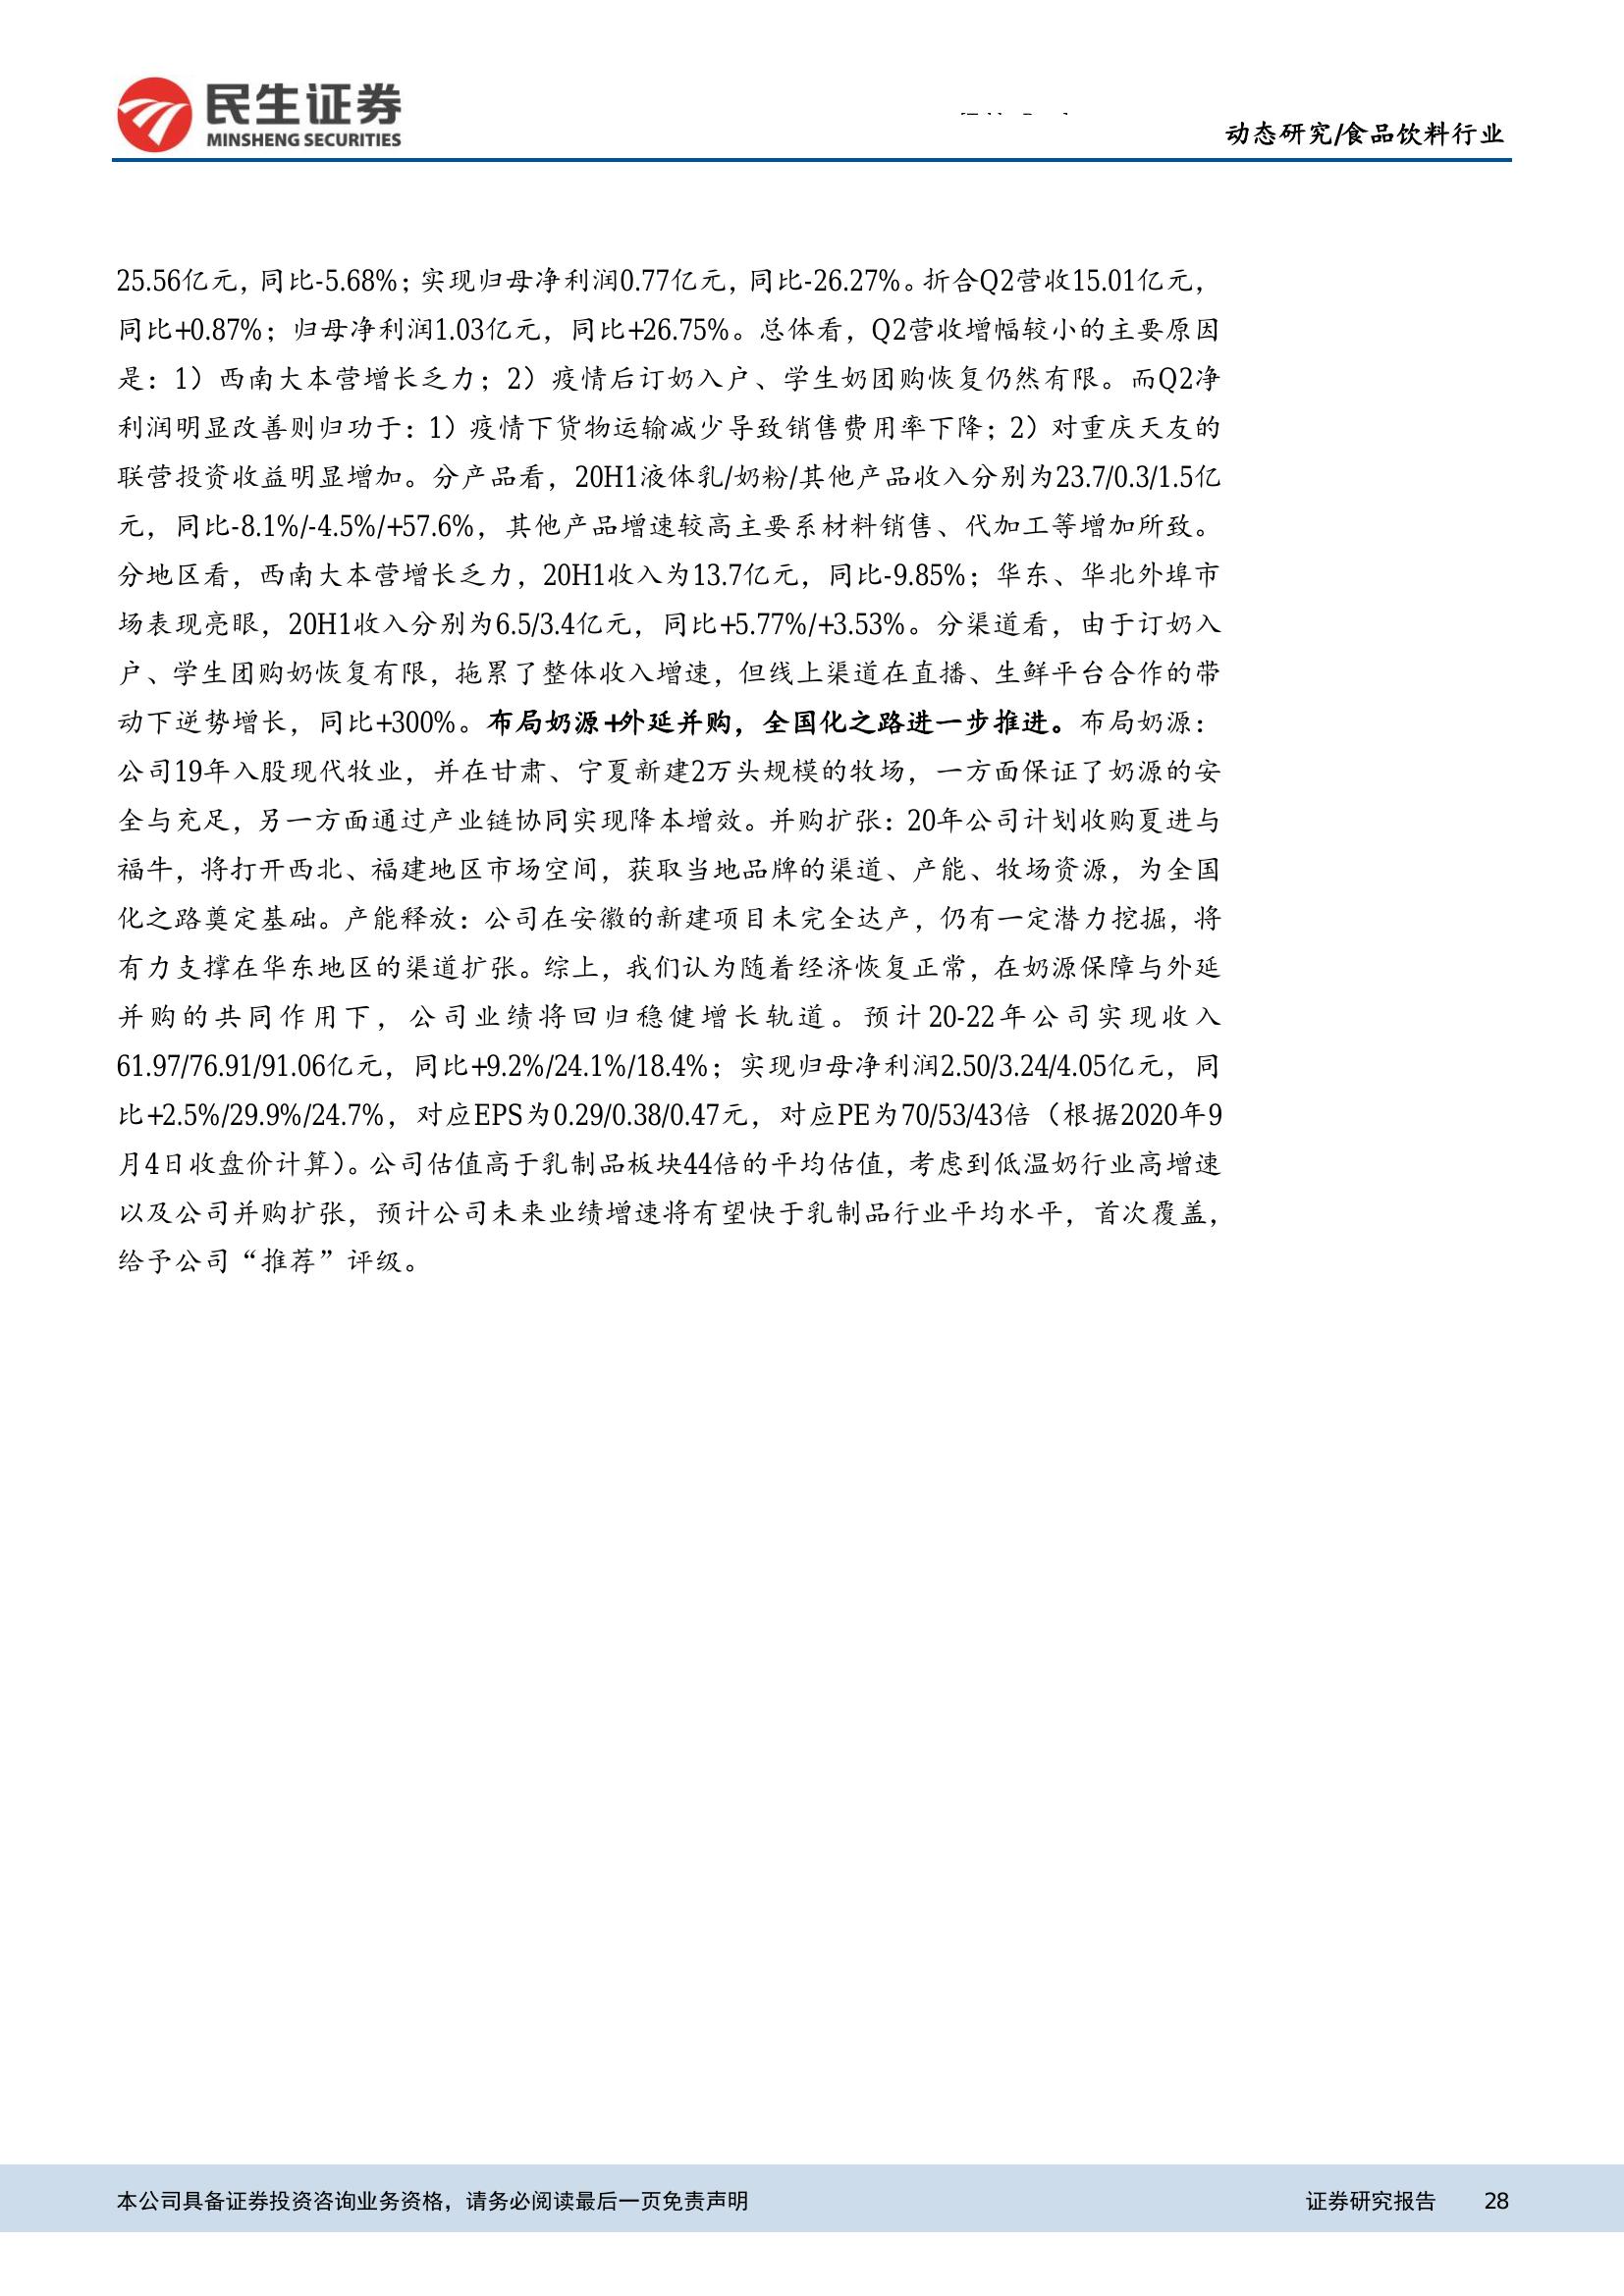 民生证券
MINSHENG SECURITIES
动态研究/食品饮料行业
25.56亿元，同比-5.68%；实现归母净利润0.77亿元，同比-26.27%。折合Q2营收15.01亿元，
同比+0.87%；归母净利润1.03亿元，同比+26.75%。总体看，Q2营收增幅较小的主要原因
是：1）西南大本营增长乏力；2）疫情后订奶入户、学生奶团购恢复仍然有限。而Q2净
利润明显改善则归功于：1）疫情下货物运输减少导致销售费用率下降；2）对重庆天友的
联营投资收益明显增加。分产品看，20H1液体乳/奶粉/其他产品收入分别为23.7/0.3/1.5亿
元，同比-8.1%/-4.5%/+57.6%，其他产品增速较高主要系材料销售、代加工等增加所致。
分地区看，西南大本营增长乏力，20H1收入为13.7亿元，同比-9.85%；华东、华北外埠市
场表现亮眼，20H1收入分别为6.5/3.4亿元，同比+5.77%/+3.53%。分渠道看，由于订奶入
户、学生团购奶恢复有限，拖累了整体收入增速，但线上渠道在直播、生鲜平台合作的带
动下逆势增长，同比+300%。布局奶源+外延并购，全国化之路进一步推进。布局奶源：
公司19年入股现代牧业，并在甘肃、宁夏新建2万头规模的牧场，一方面保证了奶源的安
全与充足，另一方面通过产业链协同实现降本增效。并购扩张：20年公司计划收购夏进与
福牛，将打开西北、福建地区市场空间，获取当地品牌的渠道、产能、牧场资源，为全国
化之路奠定基础。产能释放：公司在安徽的新建项目未完全达产，仍有一定潜力挖掘，将
有力支撑在华东地区的渠道扩张。综上，我们认为随着经济恢复正常，在奶源保障与外延
并购的共同作用下，公司业绩将回归稳健增长轨道。预计20-22年公司实现收入
61.97/76.91/91.06亿元，同比+9.2%/24.1%/18.4%；实现归母净利润2.50/3.24/4.05亿元，同
比+2.5%/29.9%/24.7%，对应EPS为0.29/0.38/0.47元，对应PE为70/53/43倍（根据2020年9
月4日收盘价计算）。公司估值高于乳制品板块44倍的平均估值，考虑到低温奶行业高增速
以及公司并购扩张，预计公司未来业绩增速将有望快于乳制品行业平均水平，首次覆盖，
给予公司“推荐”评级。
本公司具备证券投资咨询业务资格，请务必阅读最后一页免责声明
证券研究报告 28